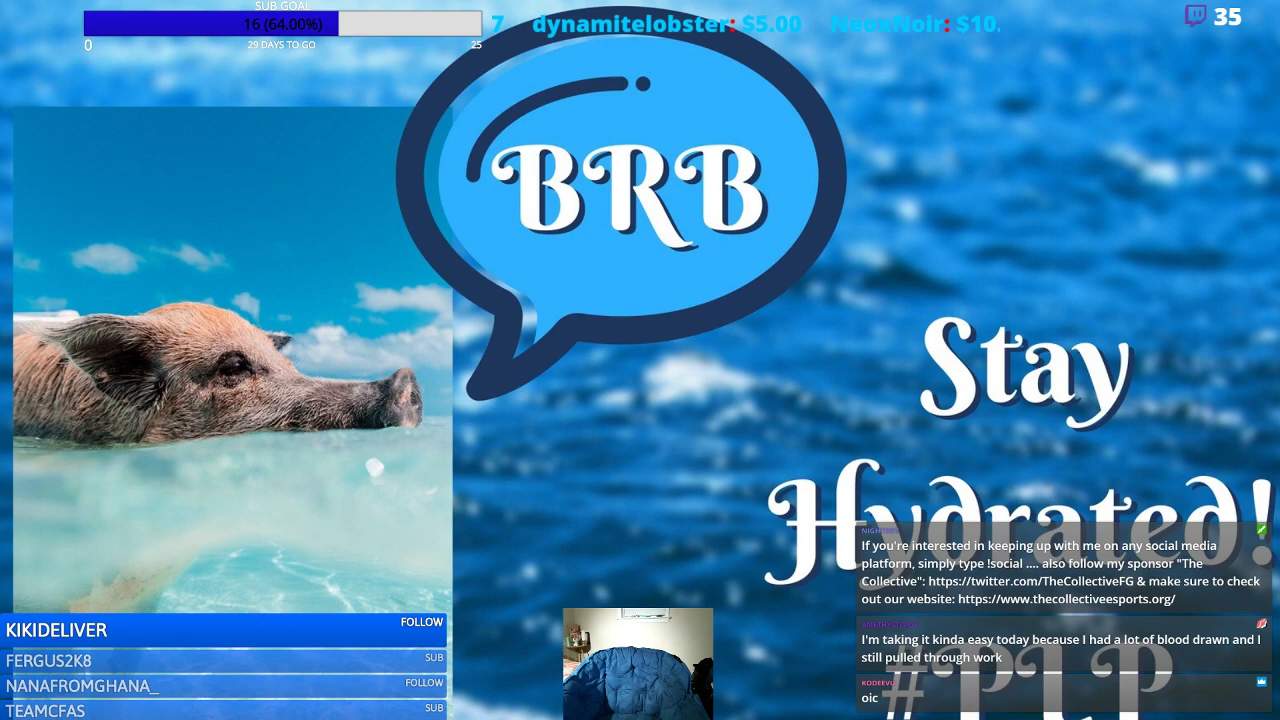 SUB GOAL
16 (64.00%)
0
29 DAYS TO GO
25
7 dynamitelobster: $5.00 NeoxNoir: $10.
35
BRB
Stay
Hydrated!
#PLP
If you're interested in keeping up with me on any social media
platform, simply type !social .... also follow my sponsor "The
Collective": https://twitter.com/TheCollectiveFG & make sure to check
out our website: https://www.thecollectiveesports.org/
I'm taking it kinda easy today because I had a lot of blood drawn and I
still pulled through work
KODEEVU
oic
KIKIDELIVER FOLLOW
FERGUS2K8 SUB
NANAFROMGHANA_ FOLLOW
TEAMCFAS SUB